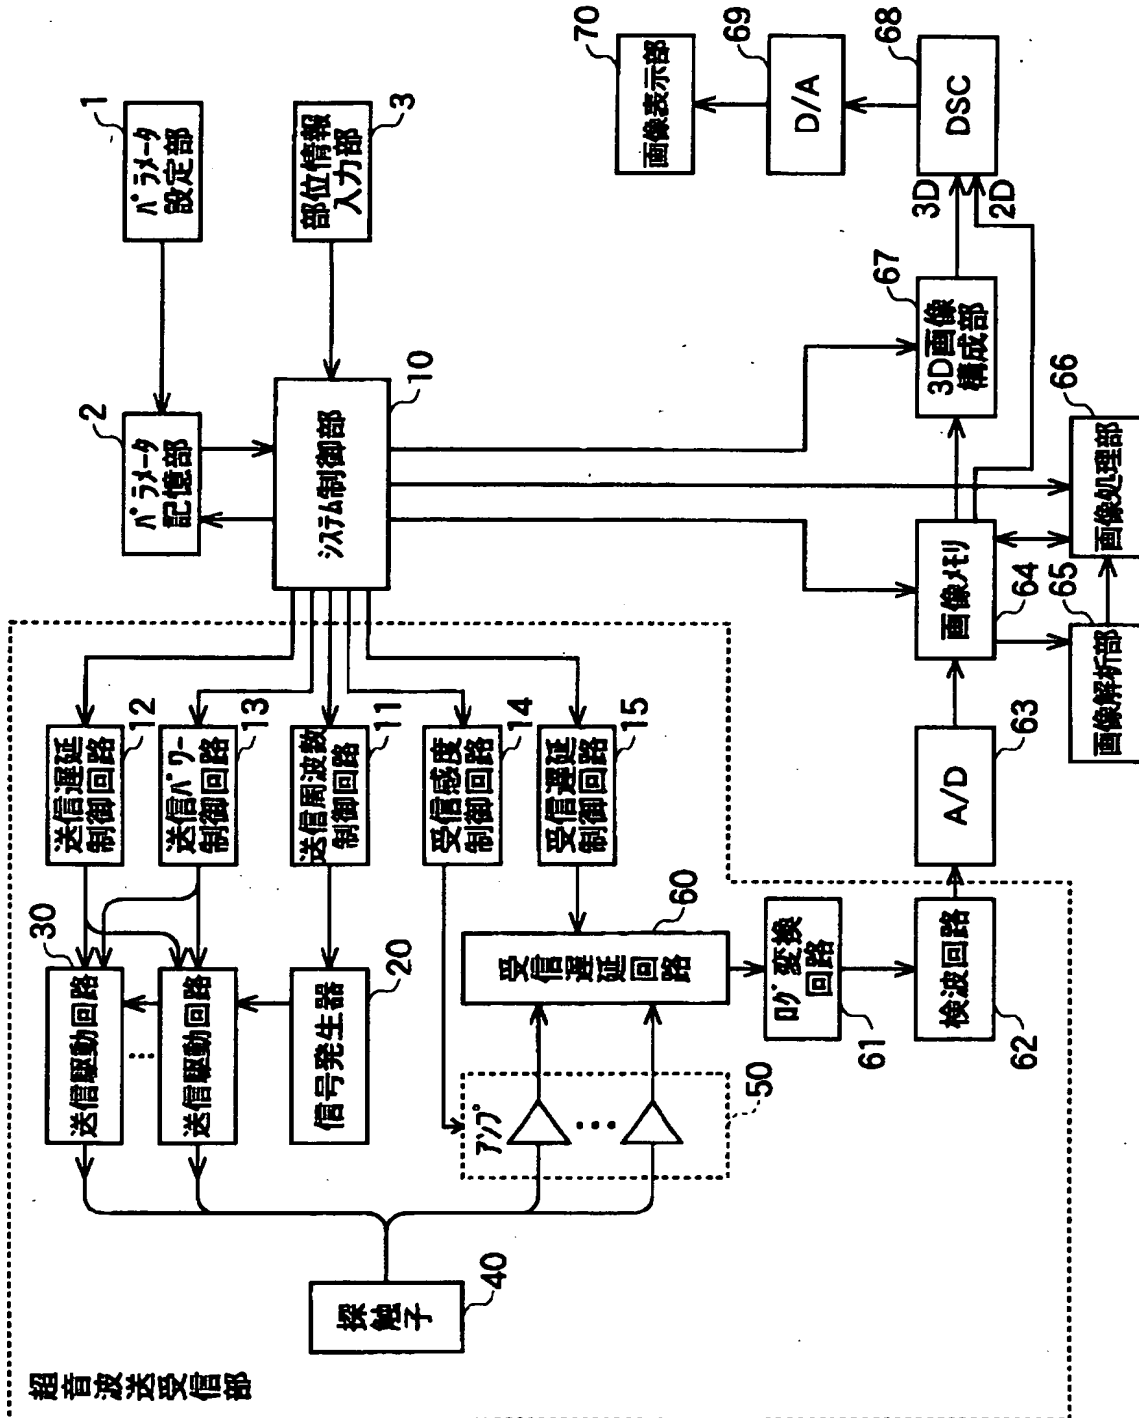 超音波送受信部
探触子
40
30
送信駆動回路
送信駆動回路
信号発生器
20
アンプ
50
送信遅延
制御回路
12
送信パワー
制御回路
13
送信周波数
制御回路
11
受信感度
制御回路
14
受信遅延
制御回路
15
受信遅延回路
60
ログ変換
回路
61
検波回路
62
A/D
63
パラメータ
記憶部
2
パラメータ
設定部
1
部位情報
入力部
3
システム制御部
10
画像メモリ
64
画像解析部
65
画像処理部
66
3D画像
構成部
67
3D
2D
DSC
68
D/A
69
画像表示部
70